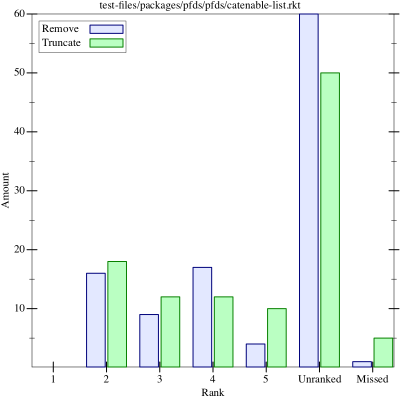 test-files/packages/pfds/pfds/catenable-list.rkt
Remove
Truncate
60
50
40
30
20
10
Amount
1 2 3 4 5 Unranked Missed
Rank